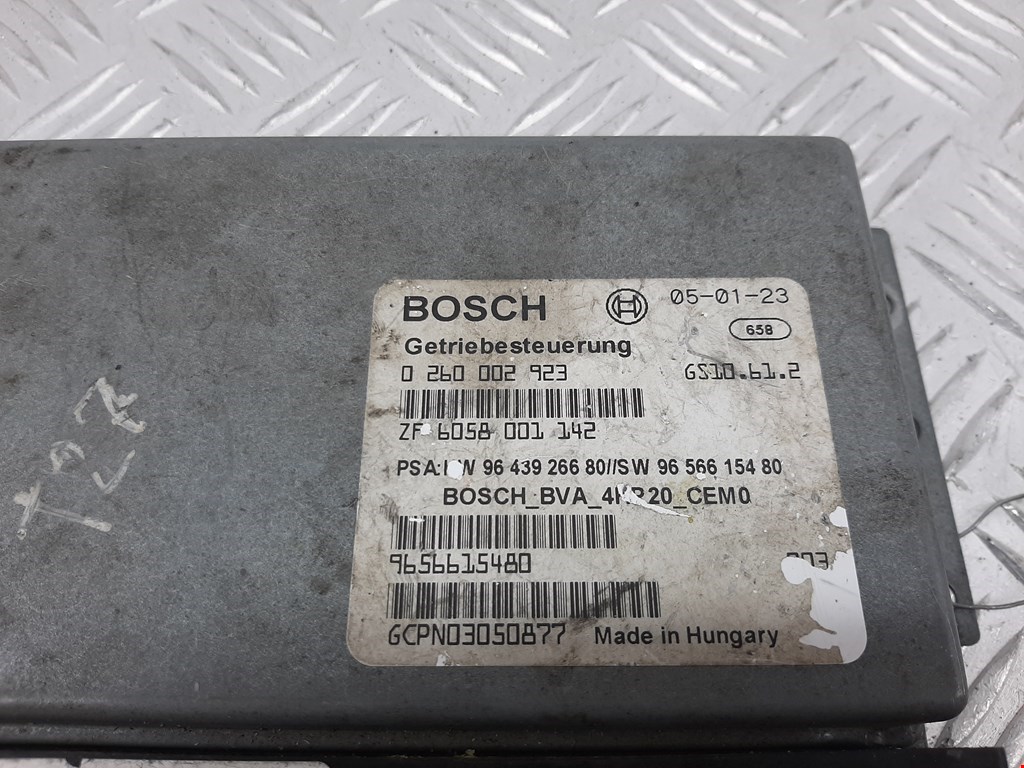 BOSCH 05-01-23
658
Getriebesteuerung
0 260 002 923 GS10.61.2
ZF 6058 001 142
PSA: 96 439 266 80//SW 96 566 154 80
BOSCH_BVA_4HP20_CEM0
9656615480
GCPN03050877 Made in Hungary